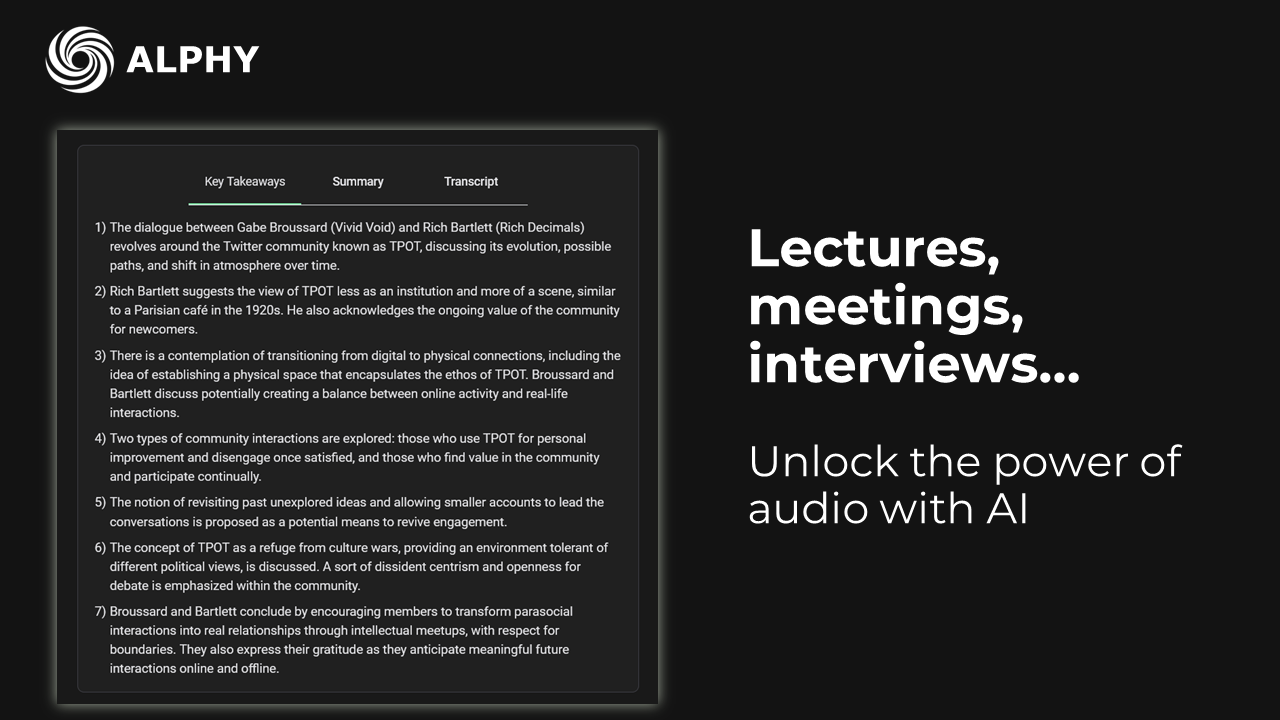 ALPHY
Key Takeaways Summary Transcript
1) The dialogue between Gabe Broussard (Vivid Void) and Rich Bartlett (Rich Decimals)
revolves around the Twitter community known as TPOT, discussing its evolution, possible
paths, and shift in atmosphere over time.
2) Rich Bartlett suggests the view of TPOT less as an institution and more of a scene, similar
to a Parisian café in the 1920s. He also acknowledges the ongoing value of the community
for newcomers.
3) There is a contemplation of transitioning from digital to physical connections, including the
idea of establishing a physical space that encapsulates the ethos of TPOT. Broussard and
Bartlett discuss potentially creating a balance between online activity and real-life
interactions.
4) Two types of community interactions are explored: those who use TPOT for personal
improvement and disengage once satisfied, and those who find value in the community
and participate continually.
5) The notion of revisiting past unexplored ideas and allowing smaller accounts to lead the
conversations is proposed as a potential means to revive engagement.
6) The concept of TPOT as a refuge from culture wars, providing an environment tolerant of
different political views, is discussed. A sort of dissident centrism and openness for
debate is emphasized within the community.
7) Broussard and Bartlett conclude by encouraging members to transform parasocial
interactions into real relationships through intellectual meetups, with respect for
boundaries. They also express their gratitude as they anticipate meaningful future
interactions online and offline.
Lectures,
meetings,
interviews...
Unlock the power of
audio with AI